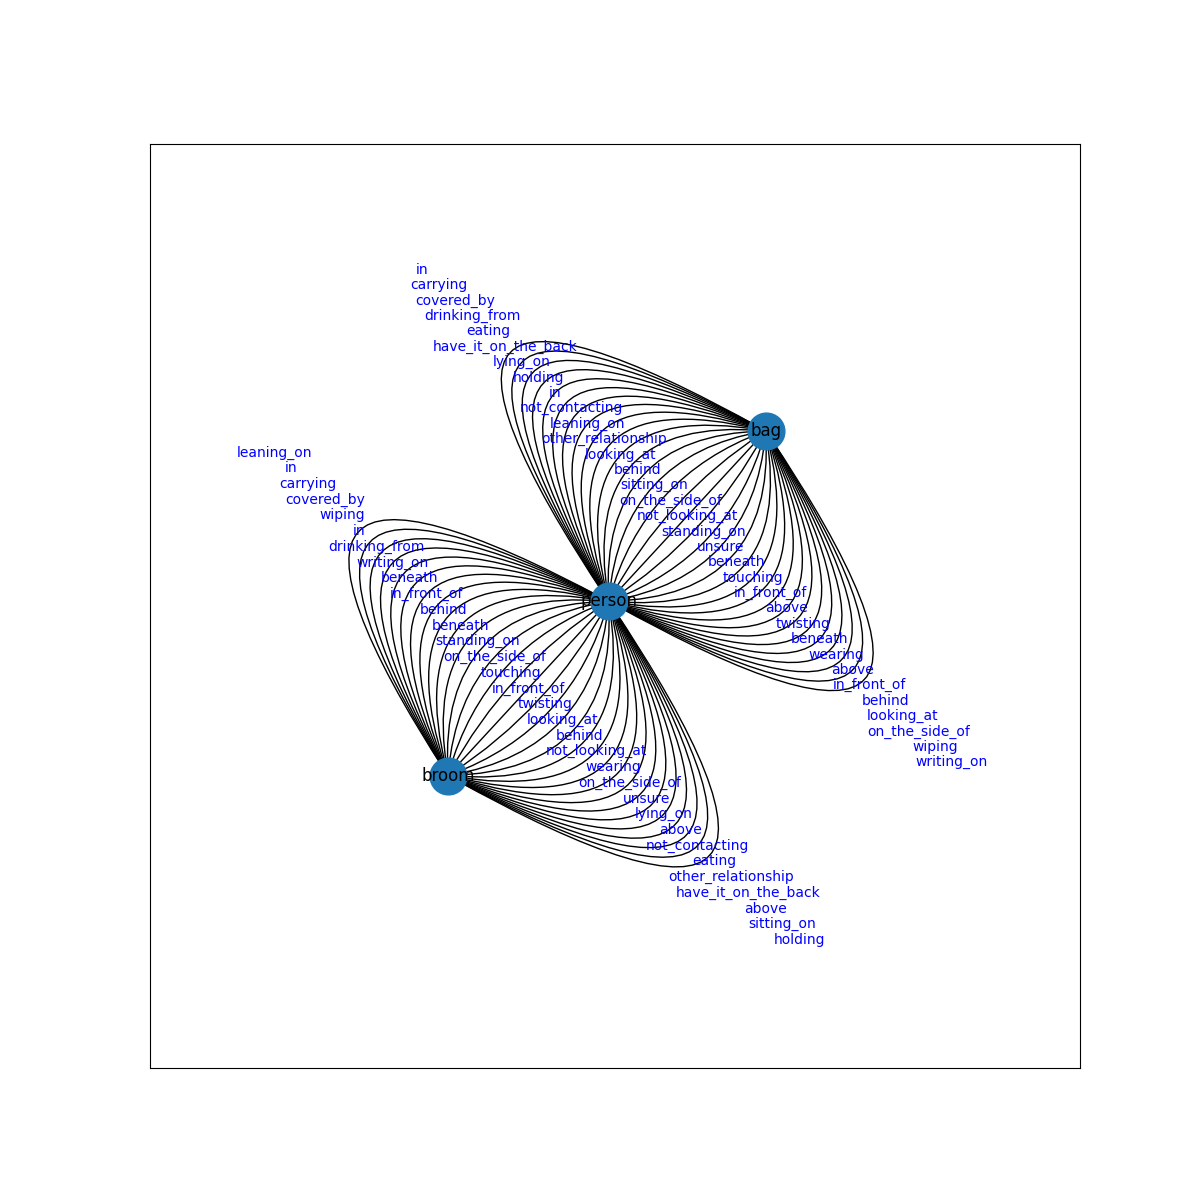 in
carrying
covered_by
drinking_from
eating
have_it_on_the_back
lying_on
holding
in
not_contacting
leaning_on
other_relationship
looking_at
behind
sitting_on
on_the_side_of
not_looking_at
standing_on
unsure
beneath
touching
in_front_of
above
twisting
beneath
wearing
above
in_front_of
behind
looking_at
on_the_side_of
wiping
writing_on
bag
person
leaning_on
in
carrying
covered_by
wiping
in
drinking_from
writing_on
beneath
in_front_of
behind
beneath
standing_on
on_the_side_of
touching
in_front_of
twisting
looking_at
behind
not_looking_at
wearing
on_the_side_of
unsure
lying_on
above
not_contacting
eating
other_relationship
have_it_on_the_back
above
sitting_on
holding
broom